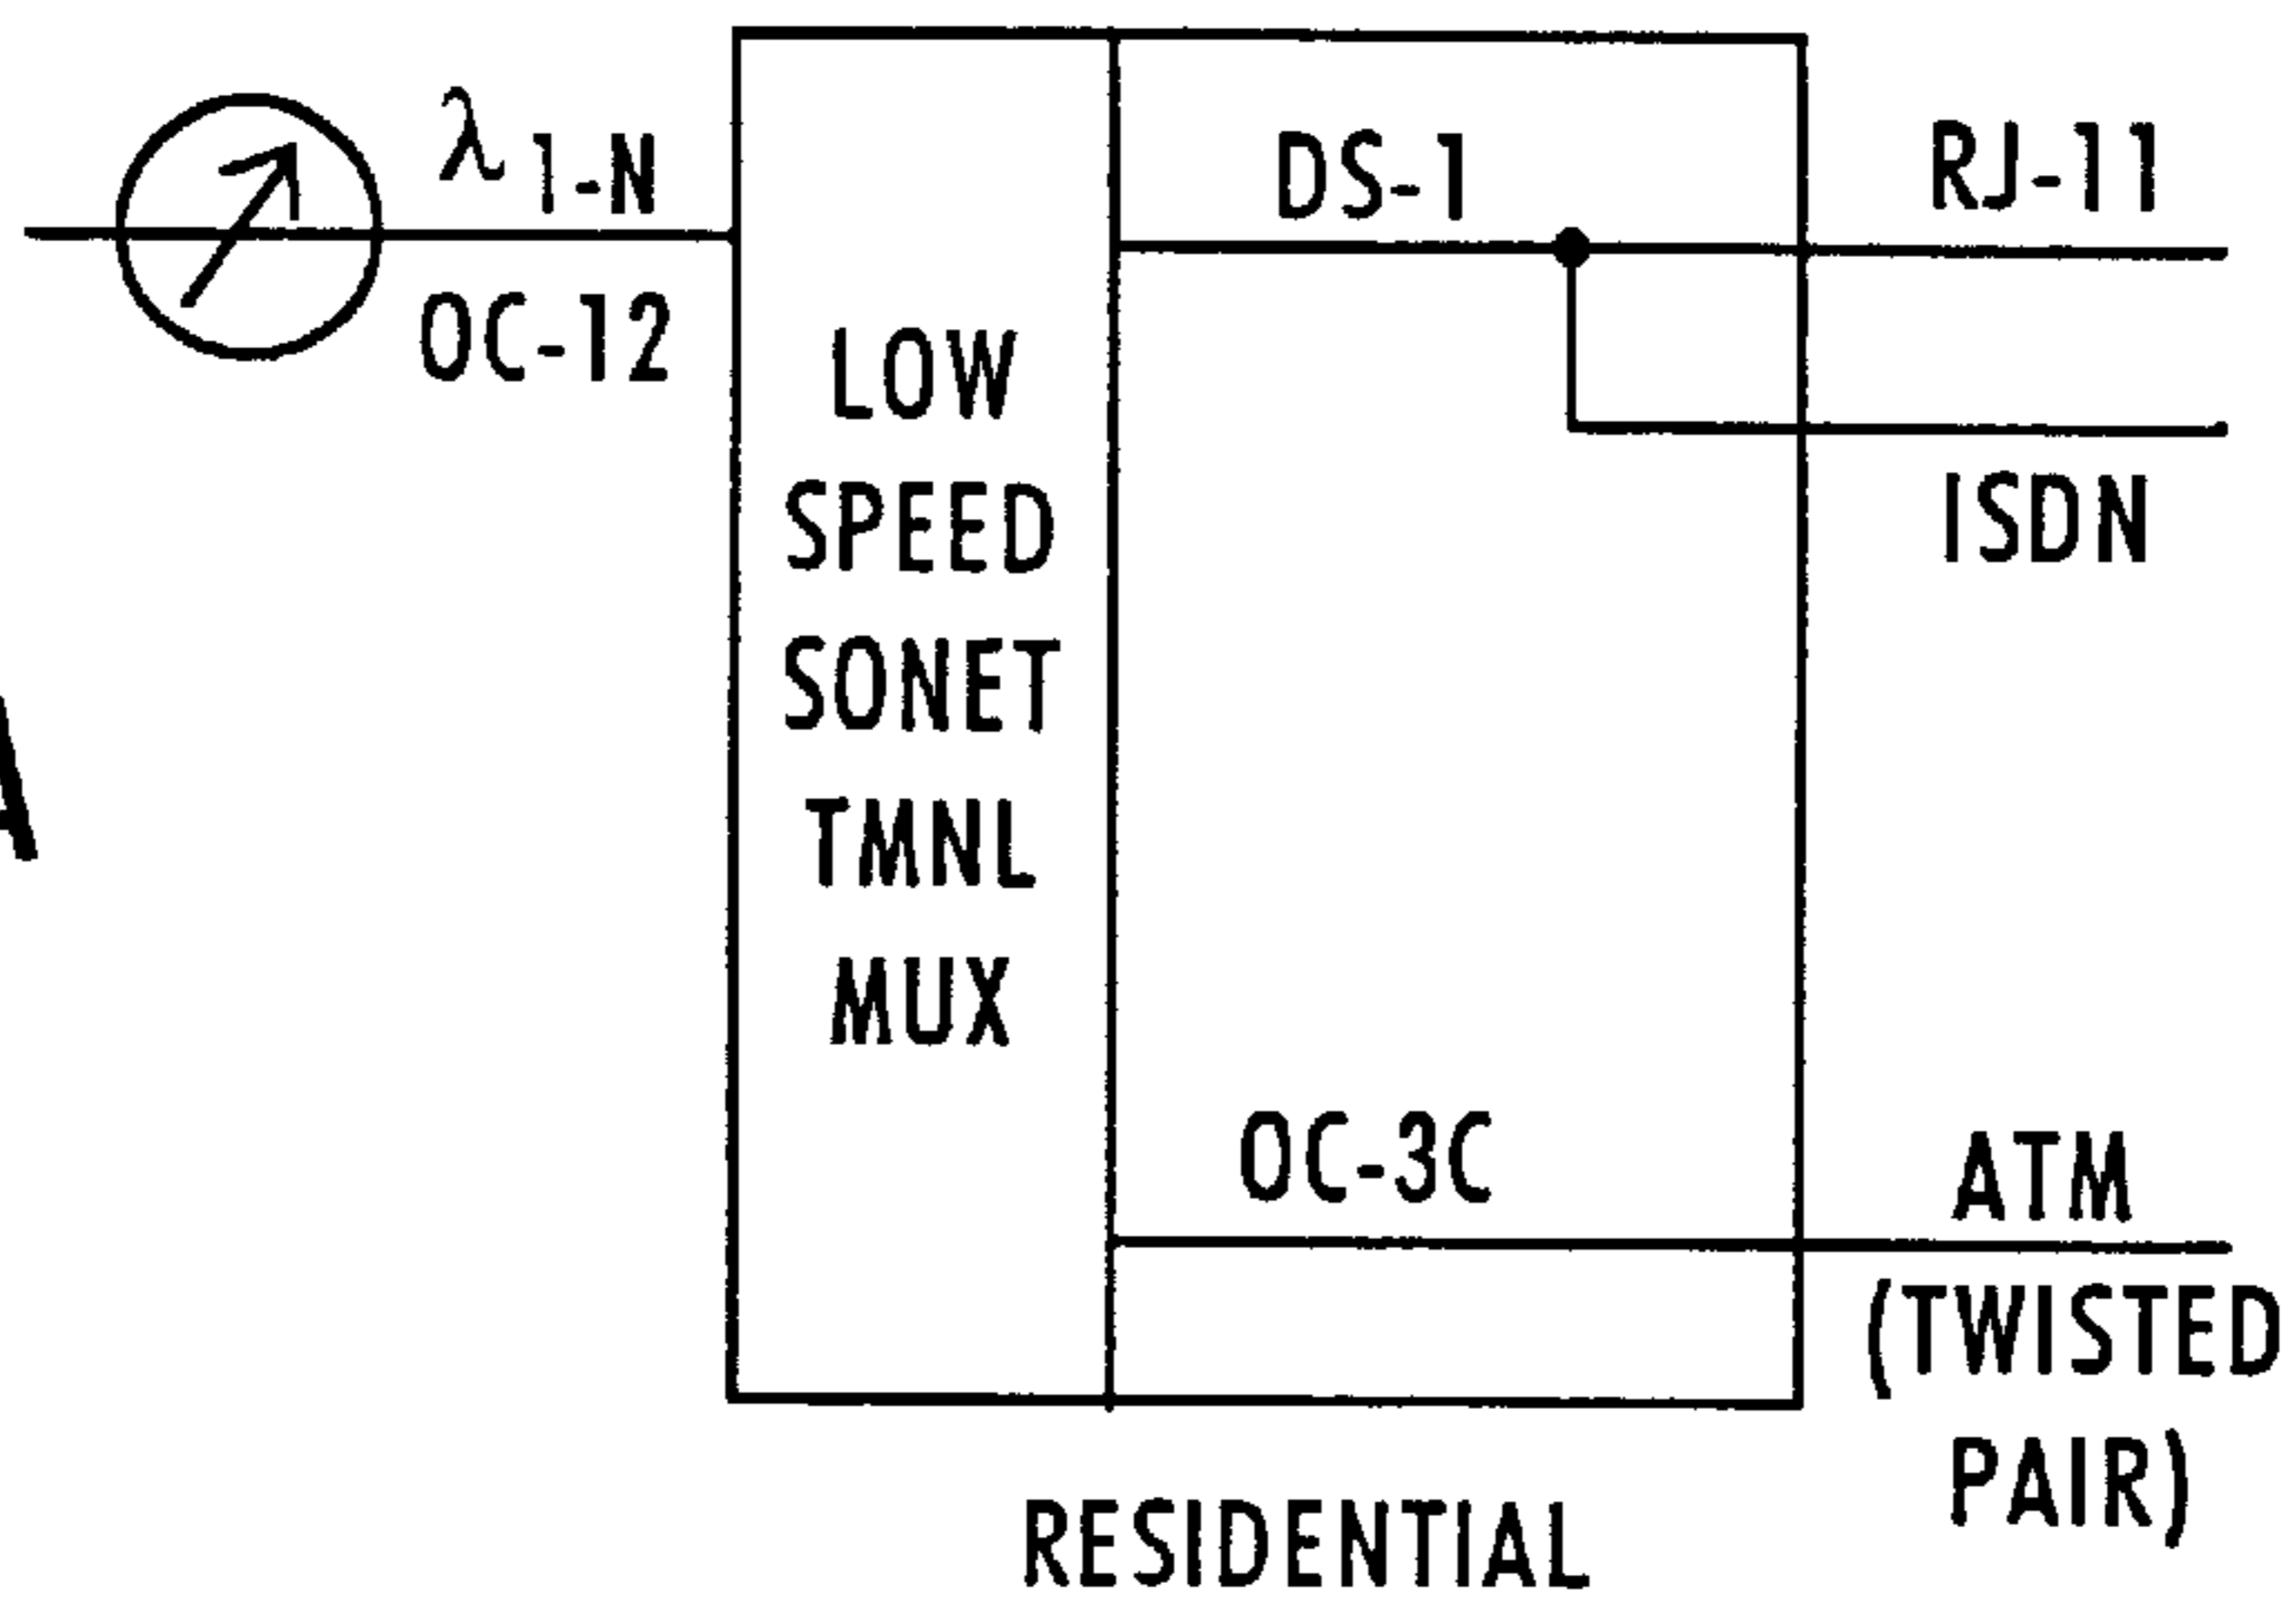 λ 1-N
OC-12
LOW
SPEED
SONET
TMNL
MUX
DS-1
RJ-11
ISDN
OC-3C
ATM
(TWISTED
PAIR)
RESIDENTIAL
A